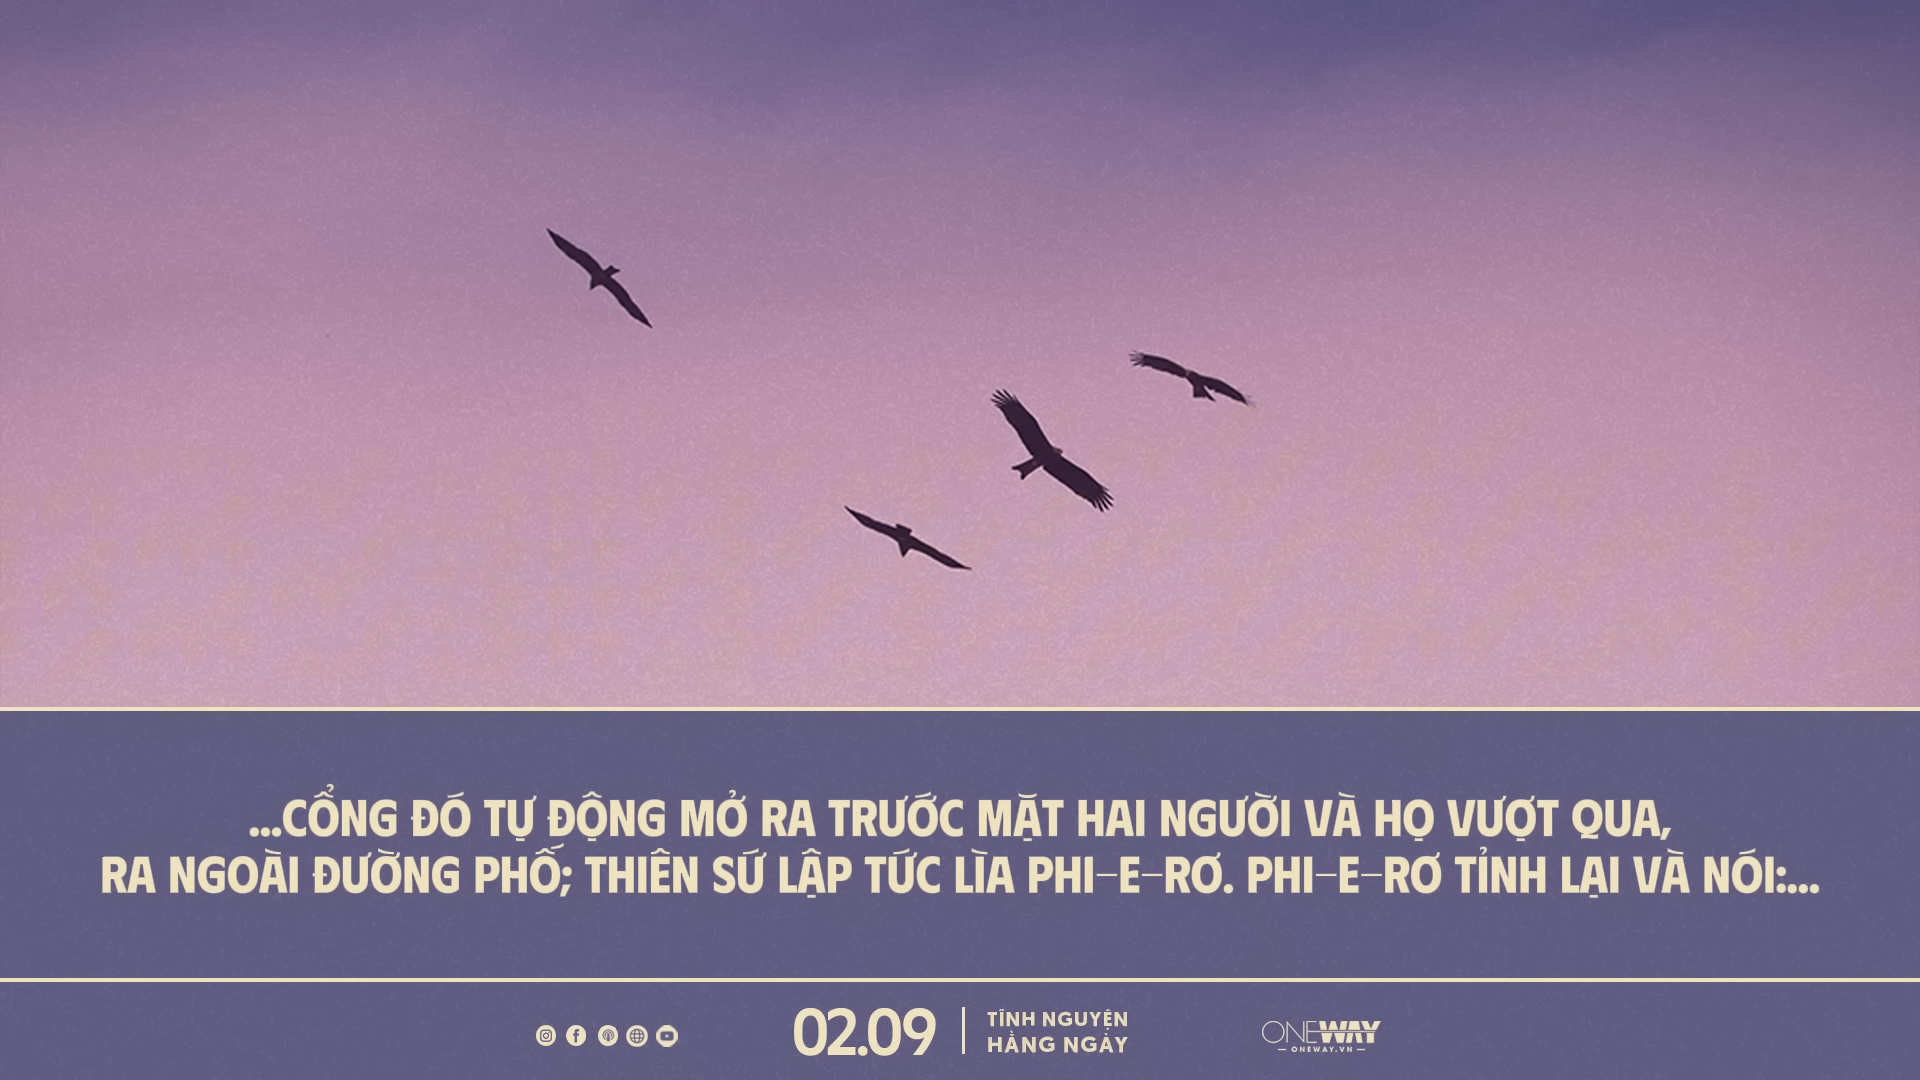 ...CỔNG ĐÓ TỰ ĐỘNG MỞ RA TRƯỚC MẶT HAI NGƯỜI VÀ HỌ VƯỢT QUA,
RA NGOÀI ĐƯỜNG PHỐ; THIÊN SỨ LẬP TỨC LÌA PHI-E-RƠ. PHI-E-RƠ TỈNH LẠI VÀ NÓI:...
02.09
TĨNH NGUYỆN
HẰNG NGÀY
ONEWAY
ONEWAY.VN